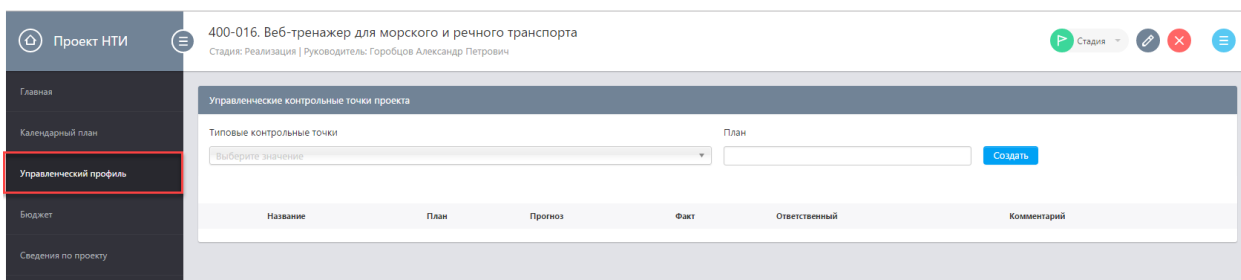 Проект НТИ
400-016. Веб-тренажер для морского и речного транспорта
Стадия: Реализация | Руководитель: Горобцов Александр Петрович
Стадия
Главная
Календарный план
Управленческий профиль
Бюджет
Сведения по проекту
Управленческие контрольные точки проекта
Типовые контрольные точки План
Выберите значение Создать
Название План Прогноз Факт Ответственный Комментарий